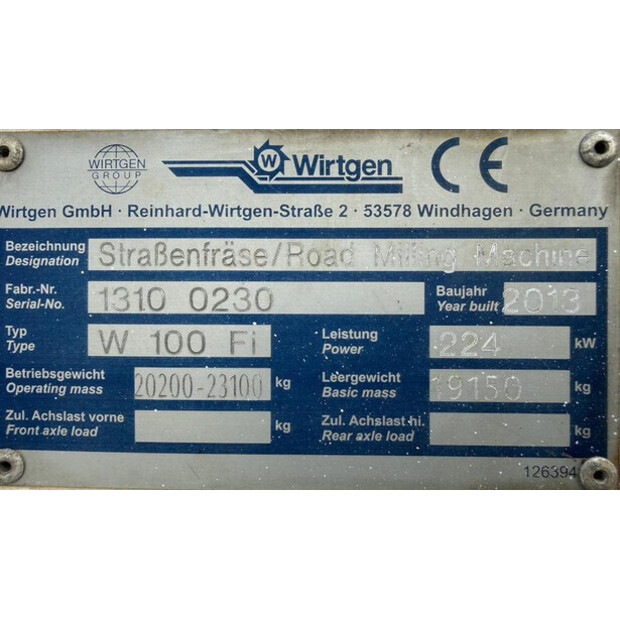 WIRTGEN
GROUP
W Wirtgen CE
Wirtgen GmbH · Reinhard-Wirtgen-Straße 2 · 53578 Windhagen · Germany
Bezeichnung
Designation
Straßenfräse/Road Milling Machine
Fabr.-Nr.
Serial-No.
1310 0230
Baujahr
Year built
2013
Typ
Type
W 100 Fi
Leistung
Power
224 kW
Betriebsgewicht
Operating mass
20200-23100 kg
Leergewicht
Basic mass
19150 kg
Zul. Achslast vorne
Front axle load
kg
Zul. Achslast hi.
Rear axle load
kg
126394